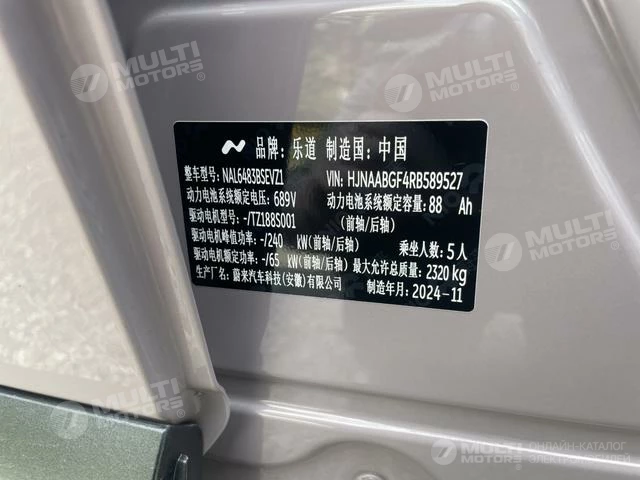 品牌: 乐道 制造国: 中国
整车型号: NAL6483BSEVZ1 VIN: HJNAABGF4RB589527
动力电池系统额定电压: 689V 动力电池系统额定容量: 88 Ah
驱动电机型号: -/TZ188S001 (前轴/后轴)
驱动电机峰值功率: -/240 kW(前轴/后轴) 乘坐人数: 5人
驱动电机额定功率: -/65 kW(前轴/后轴) 最大允许总质量: 2320kg
生产厂名: 蔚来汽车科技(安徽)有限公司 制造年月: 2024-11
MULTI MOTORS
MULTI MOTORS
MULTI MOTORS
MULTI MOTORS
MULTI MOTORS
MULTI MOTORS ОНЛАЙН-КАТАЛОГ ЭЛЕКТРОМОБИЛЕЙ